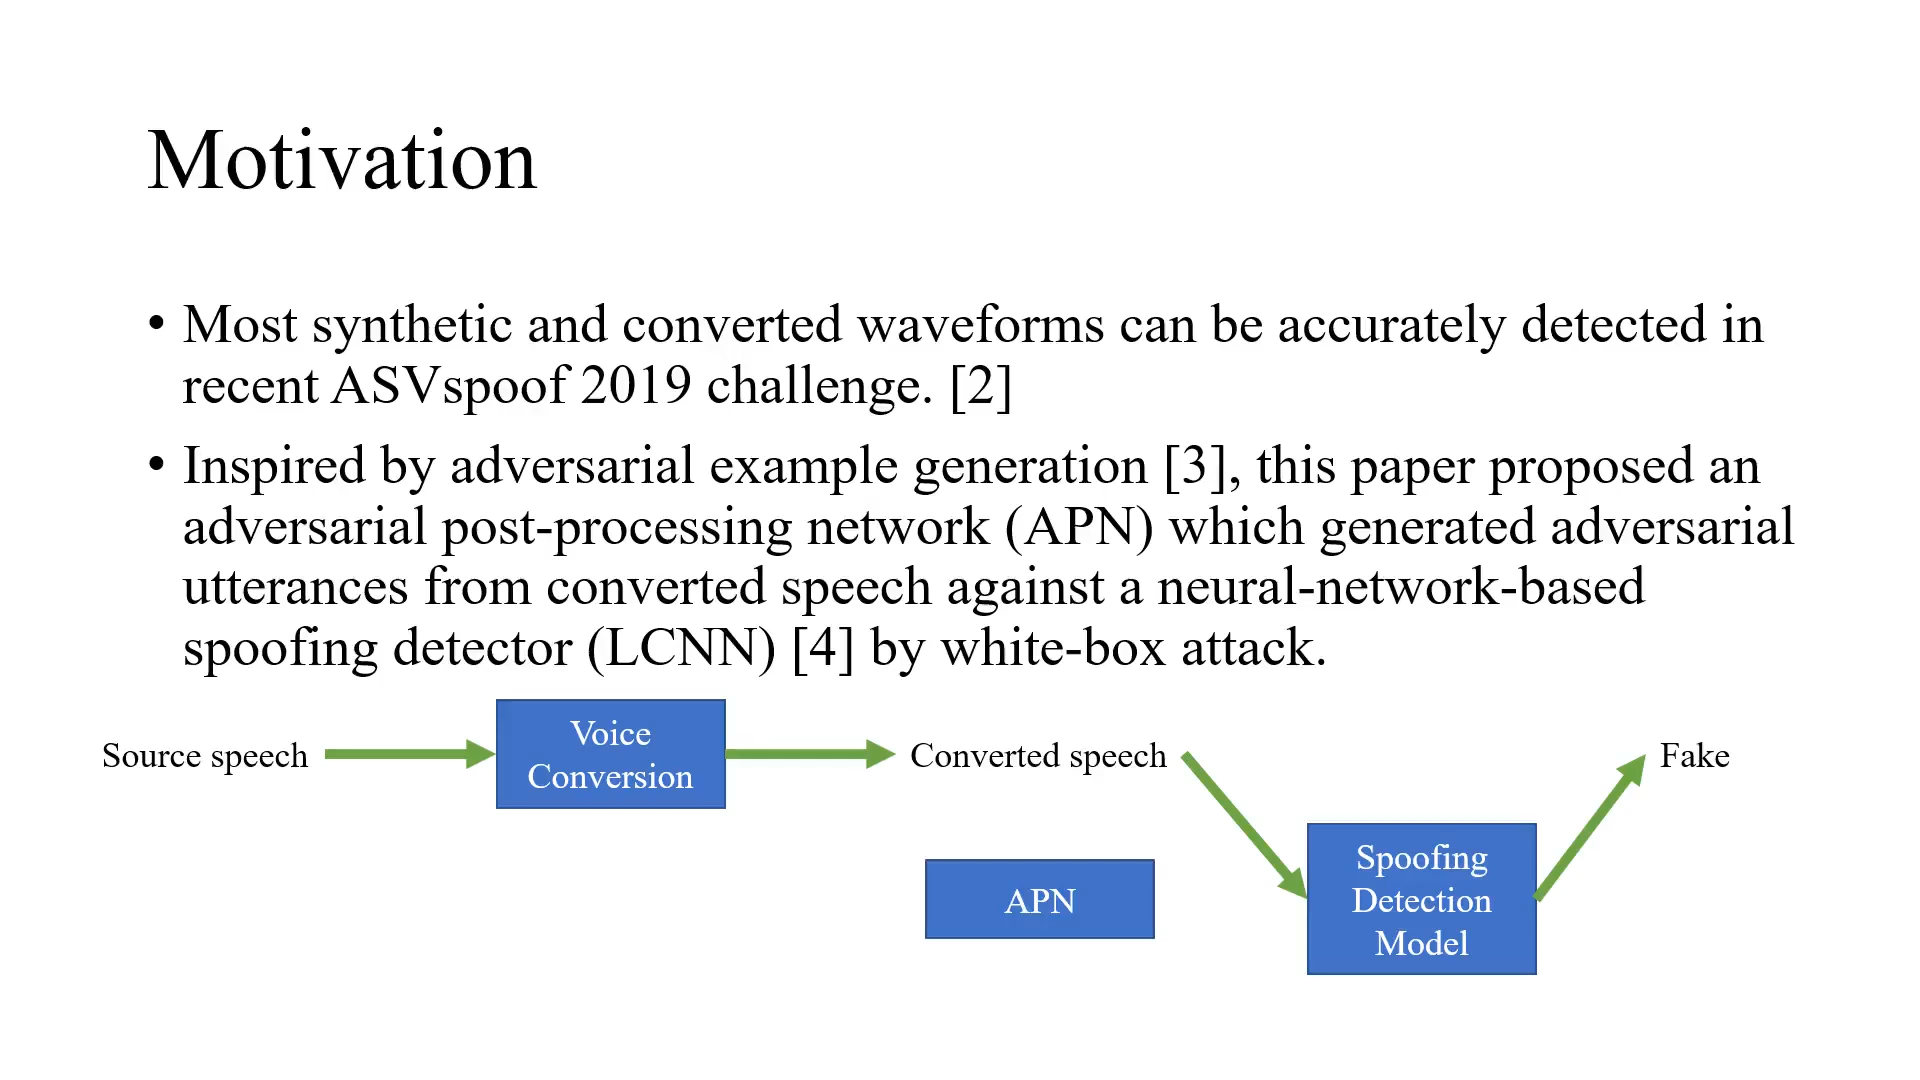 Motivation
• Most synthetic and converted waveforms can be accurately detected in
recent ASVspoof 2019 challenge. [2]
• Inspired by adversarial example generation [3], this paper proposed an
adversarial post-processing network (APN) which generated adversarial
utterances from converted speech against a neural-network-based
spoofing detector (LCNN) [4] by white-box attack.
Source speech
Voice
Conversion
Converted speech
Fake
APN
Spoofing
Detection
Model